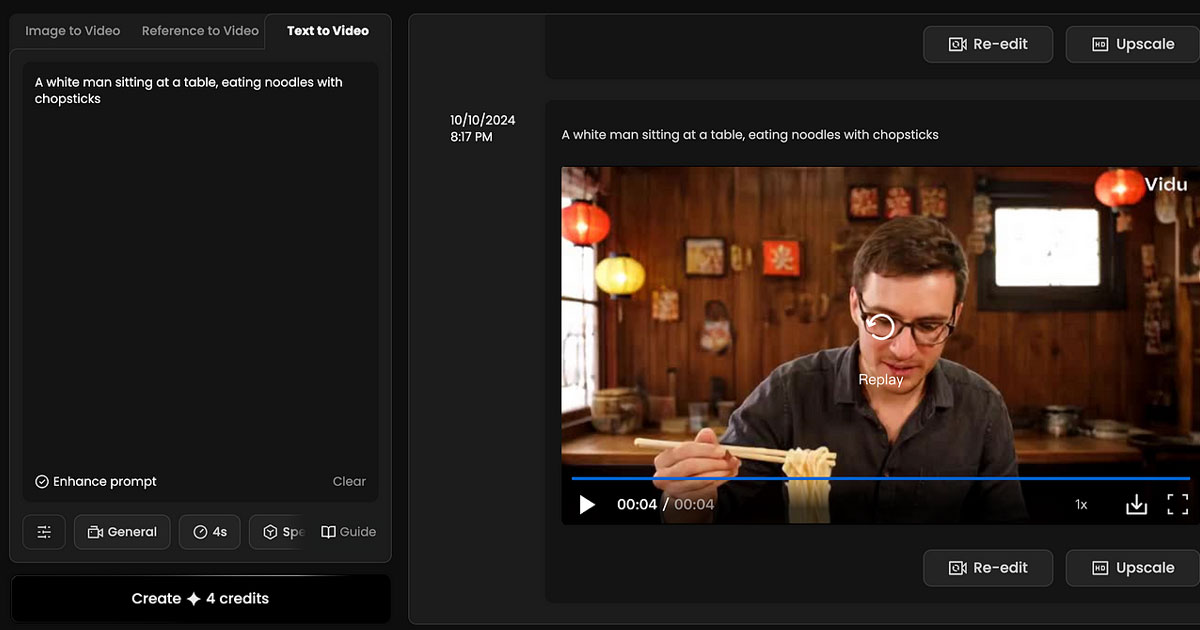 Image to Video
Reference to Video
Text to Video
A white man sitting at a table, eating noodles with
chopsticks
Enhance prompt
Clear
General
4s
Spe
Guide
Create 4 credits
Re-edit
HD Upscale
10/10/2024
8:17 PM
A white man sitting at a table, eating noodles with chopsticks
Vidu
Replay
00:04 / 00:04
1x
Re-edit
HD Upscale